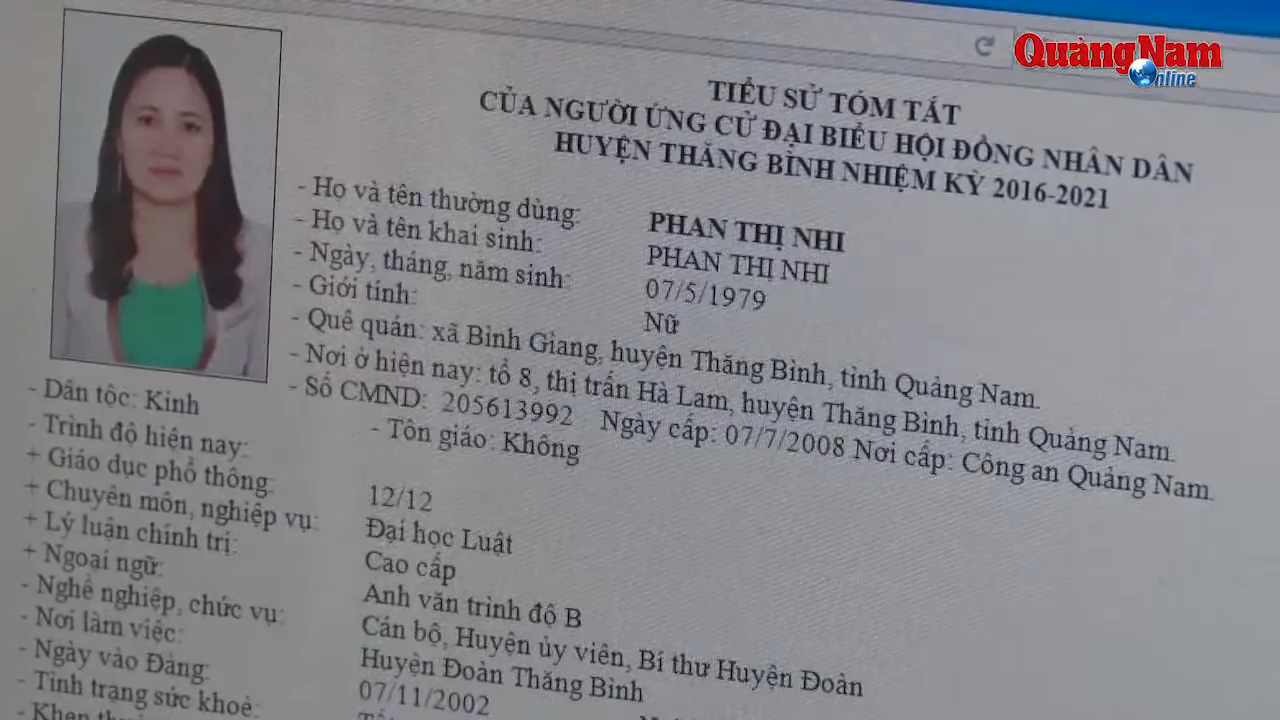 QuảngNam
Online
TIỂU SỬ TÓM TẮT
CỦA NGƯỜI ỨNG CỬ ĐẠI BIỂU HỘI ĐỒNG NHÂN DÂN
HUYỆN THĂNG BÌNH NHIỆM KỲ 2016-2021
- Họ và tên thường dùng: PHAN THỊ NHI
- Họ và tên khai sinh: PHAN THỊ NHI
- Ngày, tháng, năm sinh: 07/5/1979
- Giới tính: Nữ
- Quê quán: xã Bình Giang, huyện Thăng Bình, tỉnh Quảng Nam.
- Nơi ở hiện nay: tổ 8, thị trấn Hà Lam, huyện Thăng Bình, tỉnh Quảng Nam.
- Số CMND: 205613992 Ngày cấp: 07/7/2008 Nơi cấp: Công an Quảng Nam.
- Dân tộc: Kinh - Tôn giáo: Không
- Trình độ hiện nay:
+ Giáo dục phổ thông: 12/12
+ Chuyên môn, nghiệp vụ: Đại học Luật
+ Lý luận chính trị: Cao cấp
+ Ngoại ngữ: Anh văn trình độ B
- Nghề nghiệp, chức vụ: Cán bộ, Huyện ủy viên, Bí thư Huyện Đoàn
- Nơi làm việc: Huyện Đoàn Thăng Bình
- Ngày vào Đảng: 07/11/2002
- Tình trạng sức khoẻ: